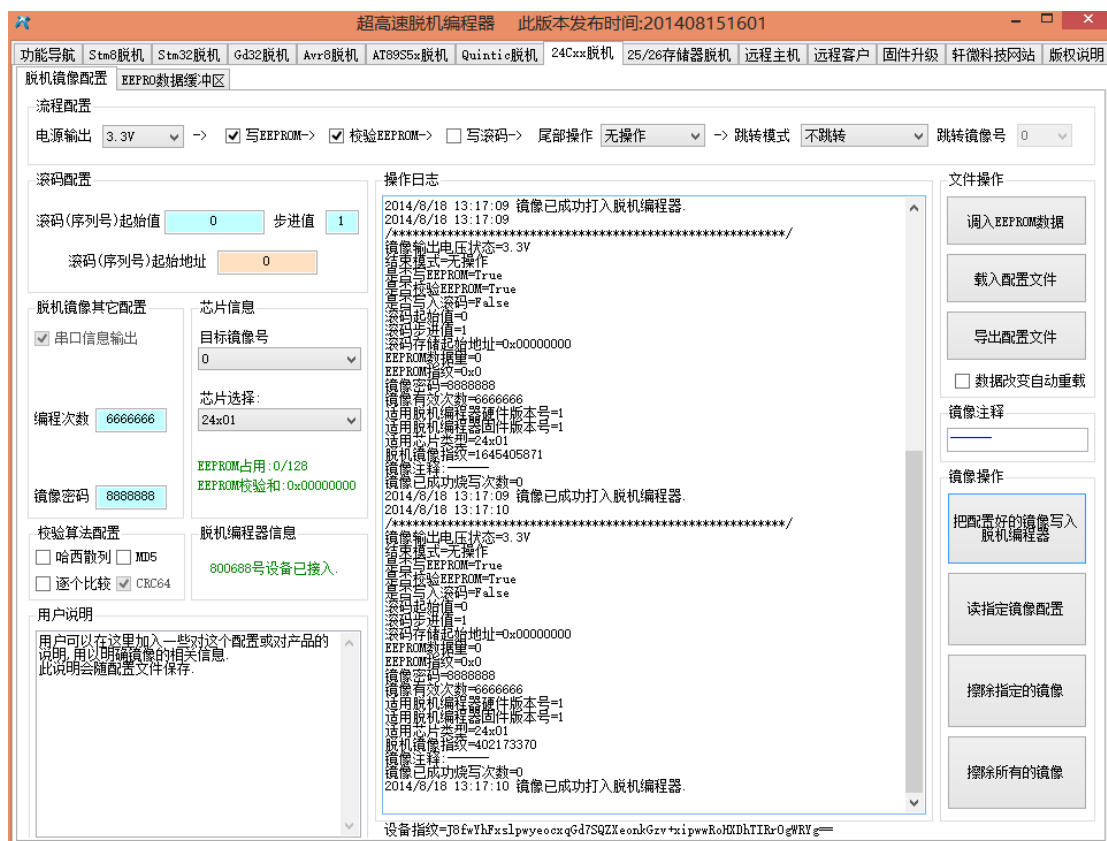 超高速脱机编程器 此版本发布时间:201408151601
功能导航 Stm8脱机 Stm32脱机 Gd32脱机 Avr8脱机 AT89S5x脱机 Quintic脱机 24Cxx脱机 25/26存储器脱机 远程主机 远程客户 固件升级 轩微科技网站 版权说明
脱机镜像配置 EEPRO数据缓冲区
流程配置
电源输出 3.3V -> 写EEPROM-> 校验EEPROM-> 写滚码-> 尾部操作 无操作 -> 跳转模式 不跳转 跳转镜像号 0
滚码配置
滚码(序列号)起始值 0 步进值 1
滚码(序列号)起始地址 0
脱机镜像其它配置
串口信息输出
编程次数 6666666
镜像密码 8888888
芯片信息
目标镜像号
0
芯片选择:
24x01
EEPROM占用:0/128
EEPROM校验和:0x00000000
校验算法配置
哈西散列 MD5
逐个比较 CRC64
脱机编程器信息
800688号设备已接入.
用户说明
用户可以在这里加入一些对这个配置或对产品的
说明,用以明确镜像的相关信息.
此说明会随配置文件保存.
操作日志
2014/8/18 13:17:09 镜像已成功打入脱机编程器.
2014/8/18 13:17:09
/*********************************************************/
镜像输出电压状态=3.3V
结束模式=无操作
是否写EEPROM=True
是否校验EEPROM=True
是否写入滚码=False
滚码起始值=0
滚码步进值=1
滚码存储起始地址=0x00000000
EEPROM数据里=0
EEPROM指纹=0x0
镜像密码=8888888
镜像有效次数=6666666
适用脱机编程器硬件版本号=1
适用脱机编程器固件版本号=1
适用芯片类型=24x01
脱机镜像指纹=1645405871
镜像注释:———
镜像已成功烧写次数=0
2014/8/18 13:17:09 镜像已成功打入脱机编程器.
2014/8/18 13:17:10
/*********************************************************/
镜像输出电压状态=3.3V
结束模式=无操作
是否写EEPROM=True
是否校验EEPROM=True
是否写入滚码=False
滚码起始值=0
滚码步进值=1
滚码存储起始地址=0x00000000
EEPROM数据里=0
EEPROM指纹=0x0
镜像密码=8888888
镜像有效次数=6666666
适用脱机编程器硬件版本号=1
适用脱机编程器固件版本号=1
适用芯片类型=24x01
脱机镜像指纹=402173370
镜像注释:———
镜像已成功烧写次数=0
2014/8/18 13:17:10 镜像已成功打入脱机编程器.
设备指纹=J8fwYhFxslpwyeocxqGd7SQZXeonkGzv+xipwwRoHXDhTIRrOgWRYg==
文件操作
调入EEPROM数据
载入配置文件
导出配置文件
数据改变自动重载
镜像注释
———
镜像操作
把配置好的镜像写入
脱机编程器
读指定镜像配置
擦除指定的镜像
擦除所有的镜像